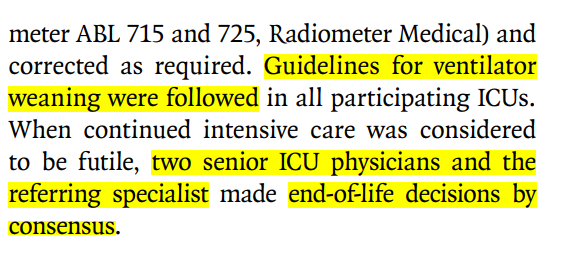 meter ABL 715 and 725, Radiometer Medical) and
corrected as required. Guidelines for ventilator
weaning were followed in all participating ICUs.
When continued intensive care was considered
to be futile, two senior ICU physicians and the
referring specialist made end-of-life decisions by
consensus.